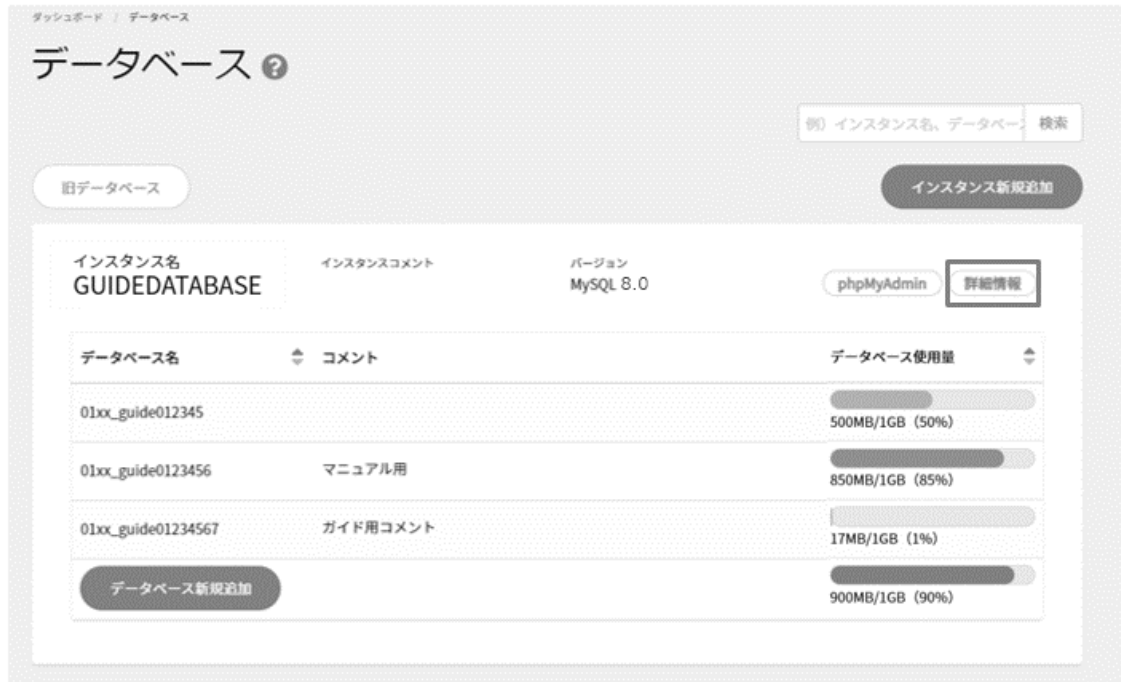 ダッシュボード / データベース
データベース ?
例）インスタンス名、データベース 検索
旧データベース インスタンス新規追加
インスタンス名 インスタンスコメント バージョン
GUIDEDATABASE MySQL 8.0 phpMyAdmin 詳細情報
データベース名 コメント データベース使用量
01xx_guide012345
500MB/1GB（50%）
01xx_guide0123456 マニュアル用
850MB/1GB（85%）
01xx_guide01234567 ガイド用コメント
17MB/1GB（1%）
データベース新規追加
900MB/1GB（90%）